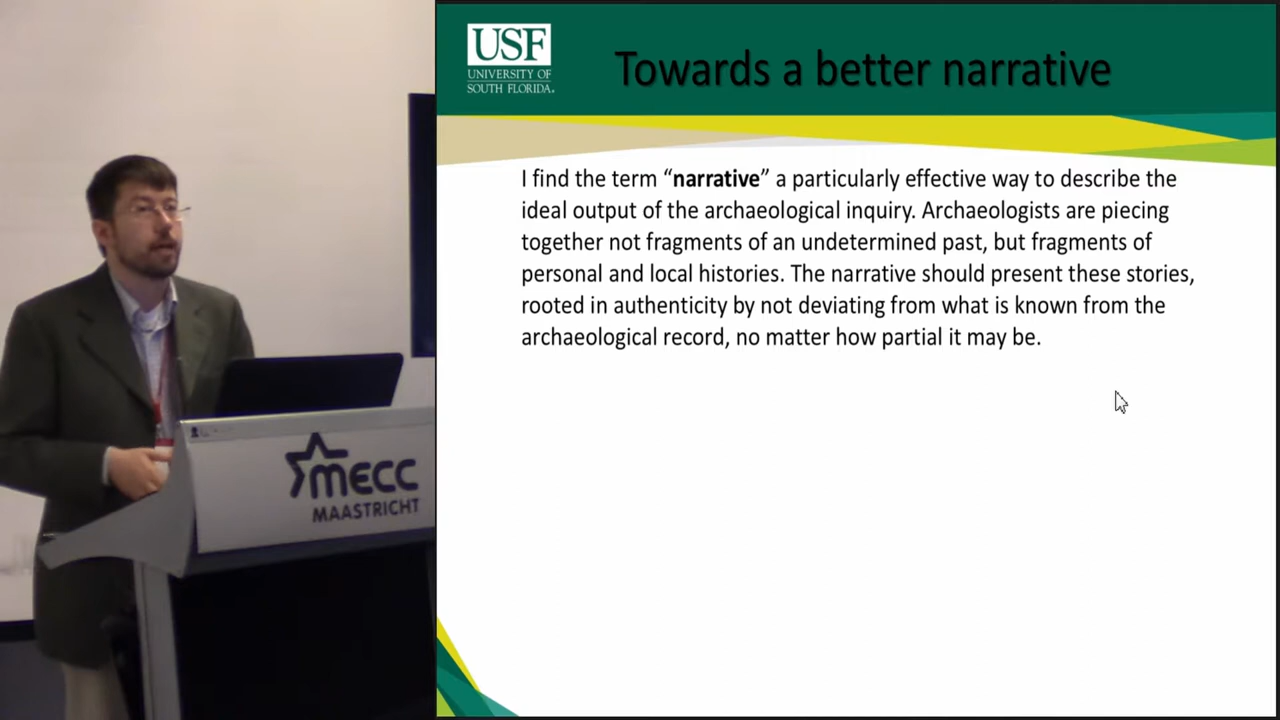 USF
UNIVERSITY OF
SOUTH FLORIDA.
Towards a better narrative
I find the term “narrative” a particularly effective way to describe the
ideal output of the archaeological inquiry. Archaeologists are piecing
together not fragments of an undetermined past, but fragments of
personal and local histories. The narrative should present these stories,
rooted in authenticity by not deviating from what is known from the
archaeological record, no matter how partial it may be.
mecc
MAASTRICHT